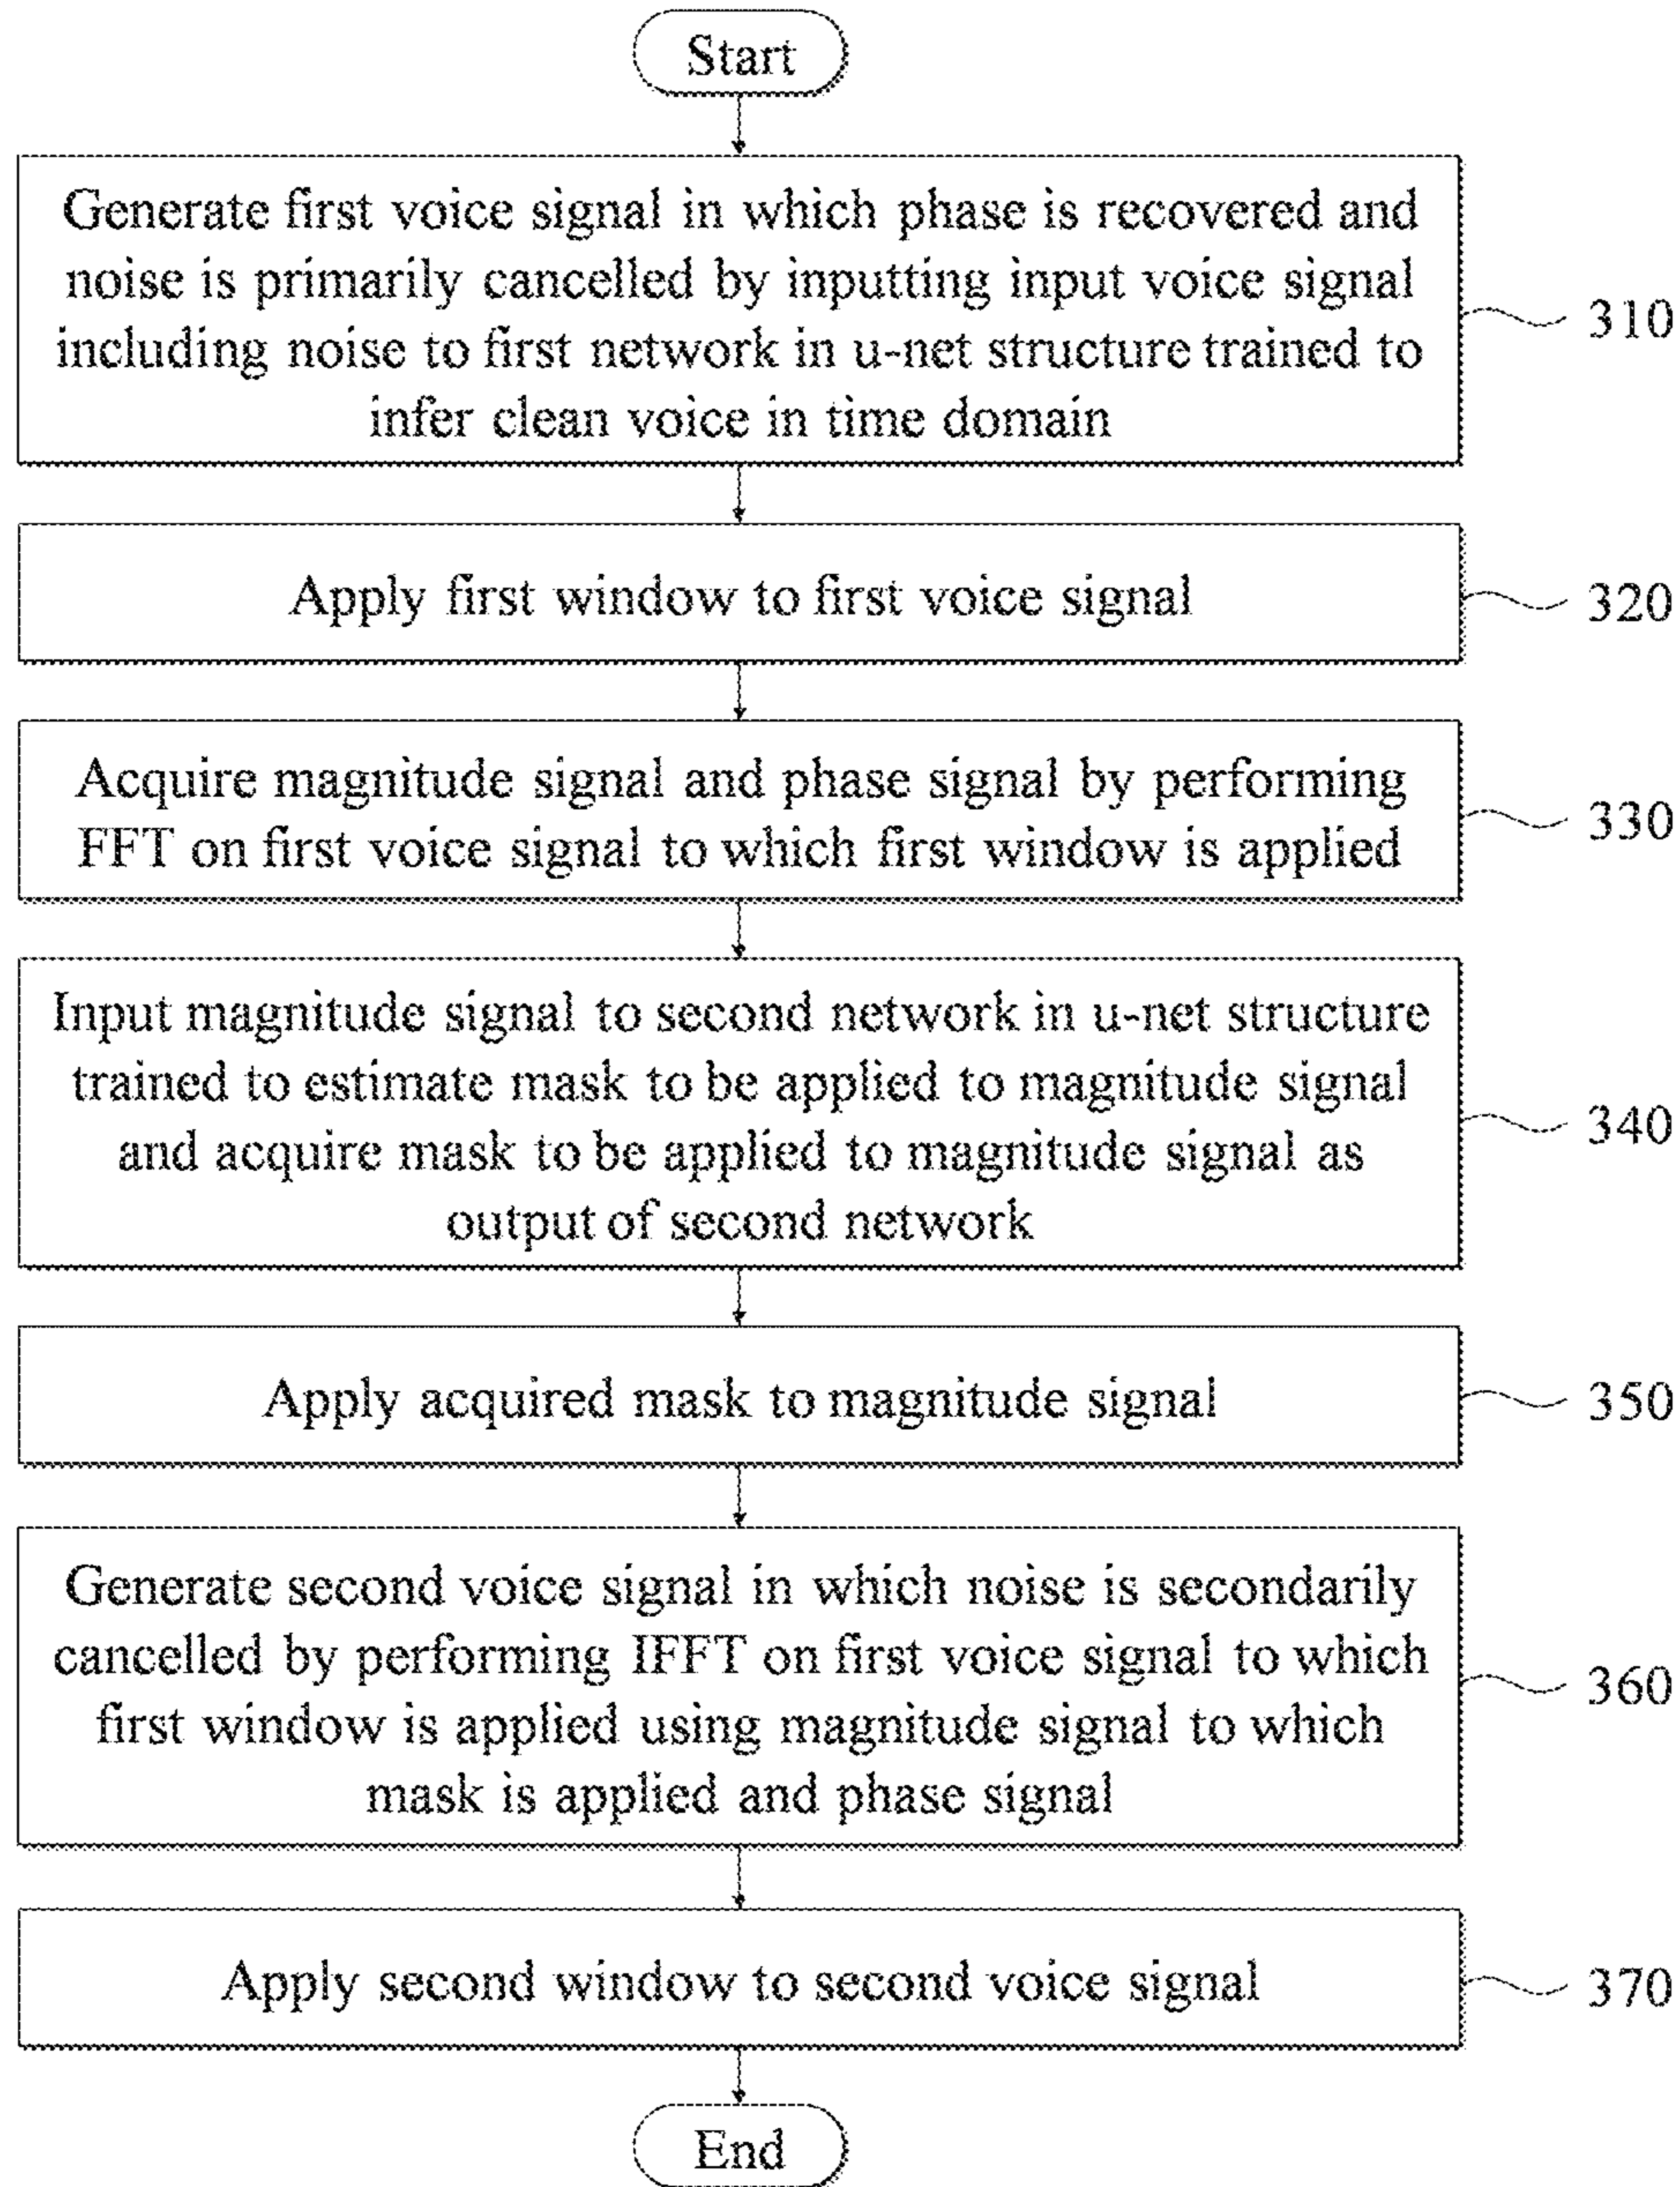 Start
Generate first voice signal in which phase is recovered and
noise is primarily cancelled by inputting input voice signal
including noise to first network in u-net structure trained to
infer clean voice in time domain
310
Apply first window to first voice signal
320
Acquire magnitude signal and phase signal by performing
FFT on first voice signal to which first window is applied
330
Input magnitude signal to second network in u-net structure
trained to estimate mask to be applied to magnitude signal
and acquire mask to be applied to magnitude signal as
output of second network
340
Apply acquired mask to magnitude signal
350
Generate second voice signal in which noise is secondarily
cancelled by performing IFFT on first voice signal to which
first window is applied using magnitude signal to which
mask is applied and phase signal
360
Apply second window to second voice signal
370
End